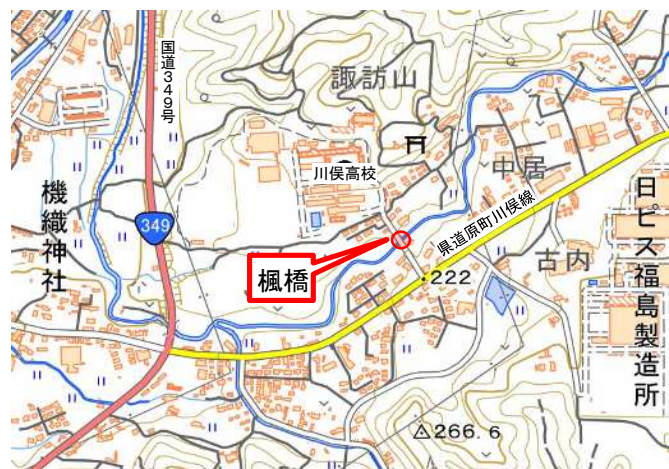 国道349号
諏訪山
川俣高校
中居
機織神社
349
県道原町川俣線
日ピス福島製造所
楓橋
222
古内
266.6